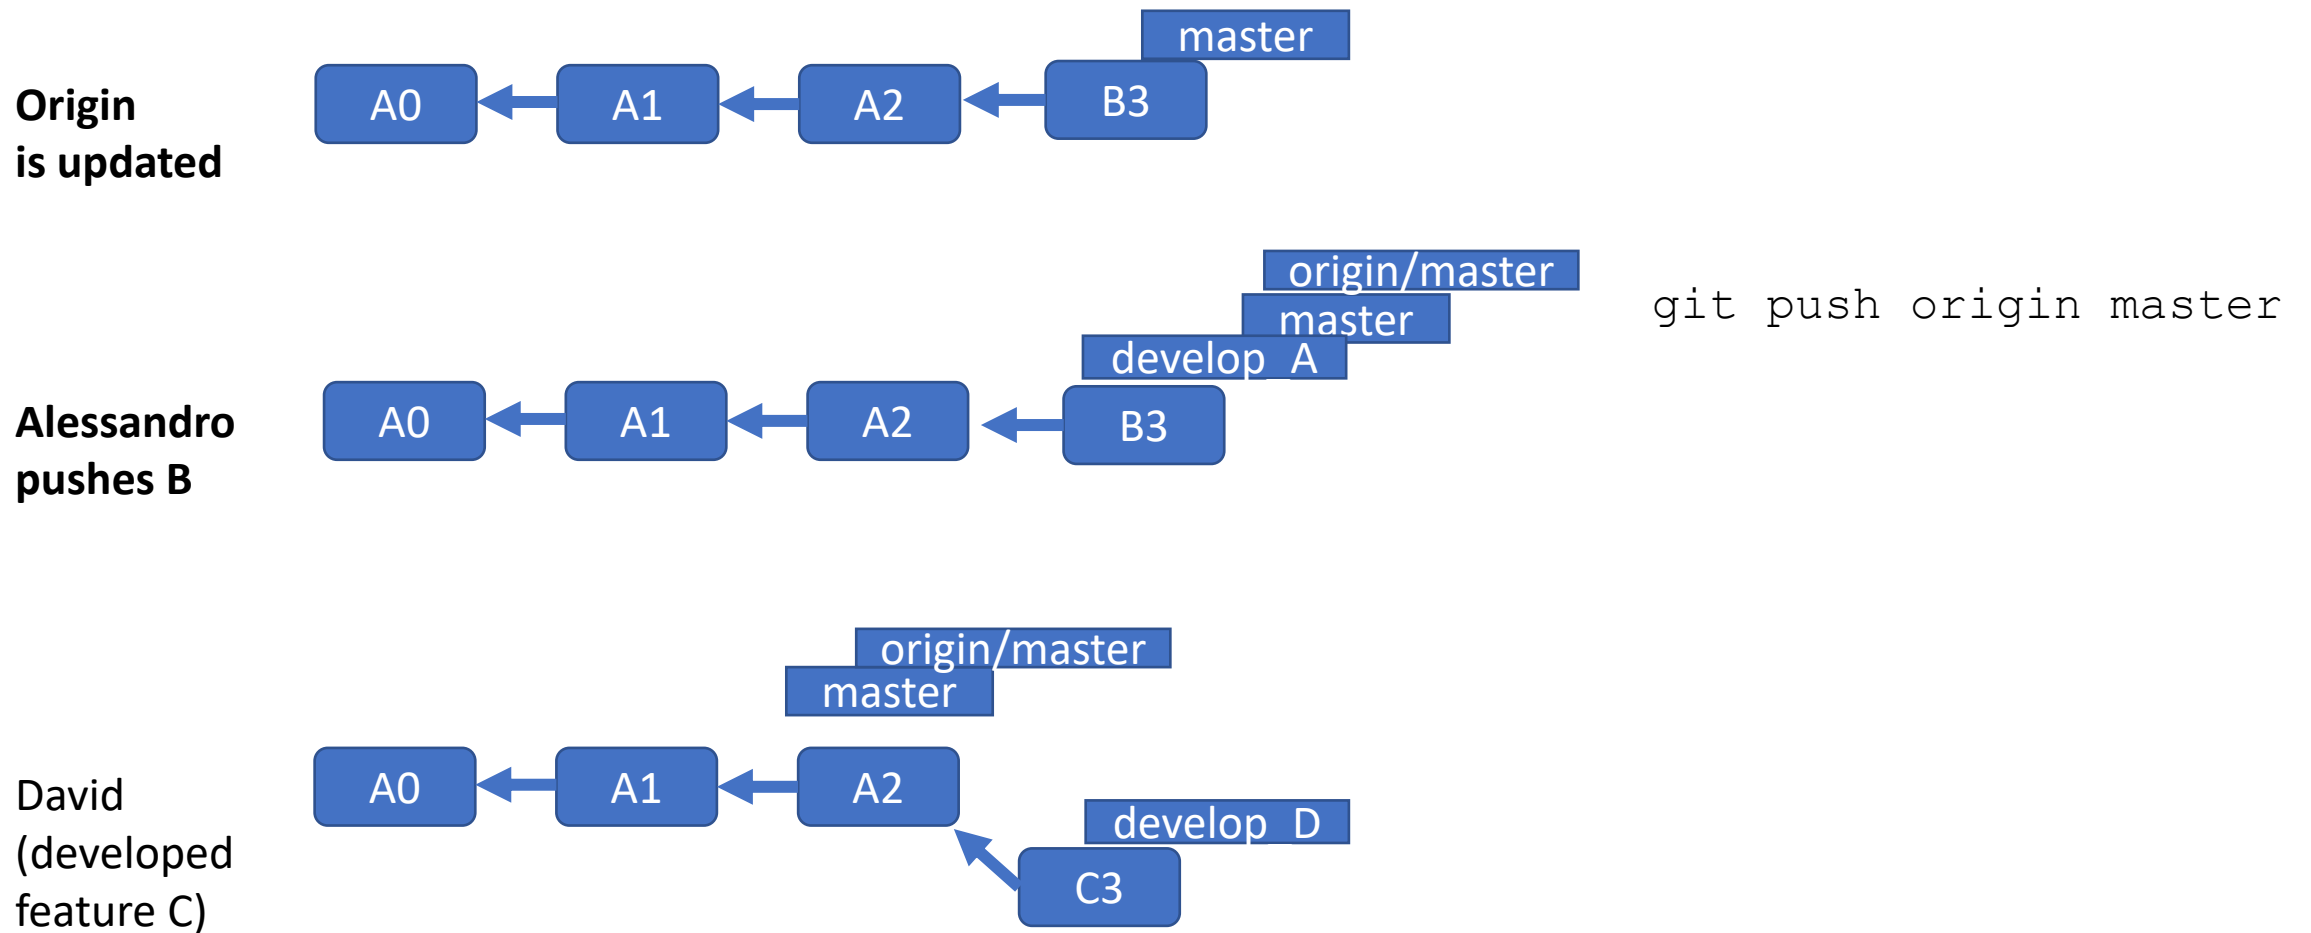 master
Origin
is updated
A0
A1
A2
B3
origin/master
master
develop_A
git push origin master
Alessandro
pushes B
A0
A1
A2
B3
origin/master
master
David
(developed
feature C)
A0
A1
A2
develop_D
C3